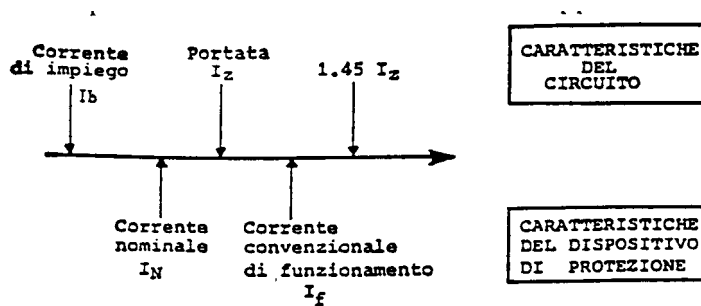 Corrente
di impiego
Ib
Portata
Iz
1.45 Iz
CARATTERISTICHE
DEL
CIRCUITO
Corrente
nominale
IN
Corrente
convenzionale
di funzionamento
If
CARATTERISTICHE
DEL DISPOSITIVO
DI PROTEZIONE